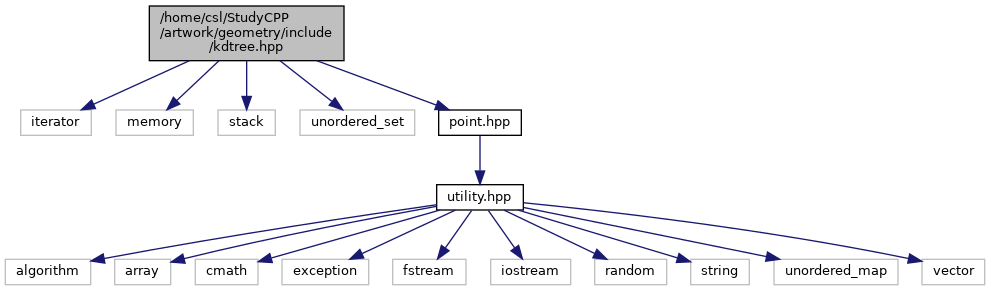 /home/csl/StudyCPP
/artwork/geometry/include
/kdtree.hpp
iterator
memory
stack
unordered_set
point.hpp
utility.hpp
algorithm
array
cmath
exception
fstream
iostream
random
string
unordered_map
vector